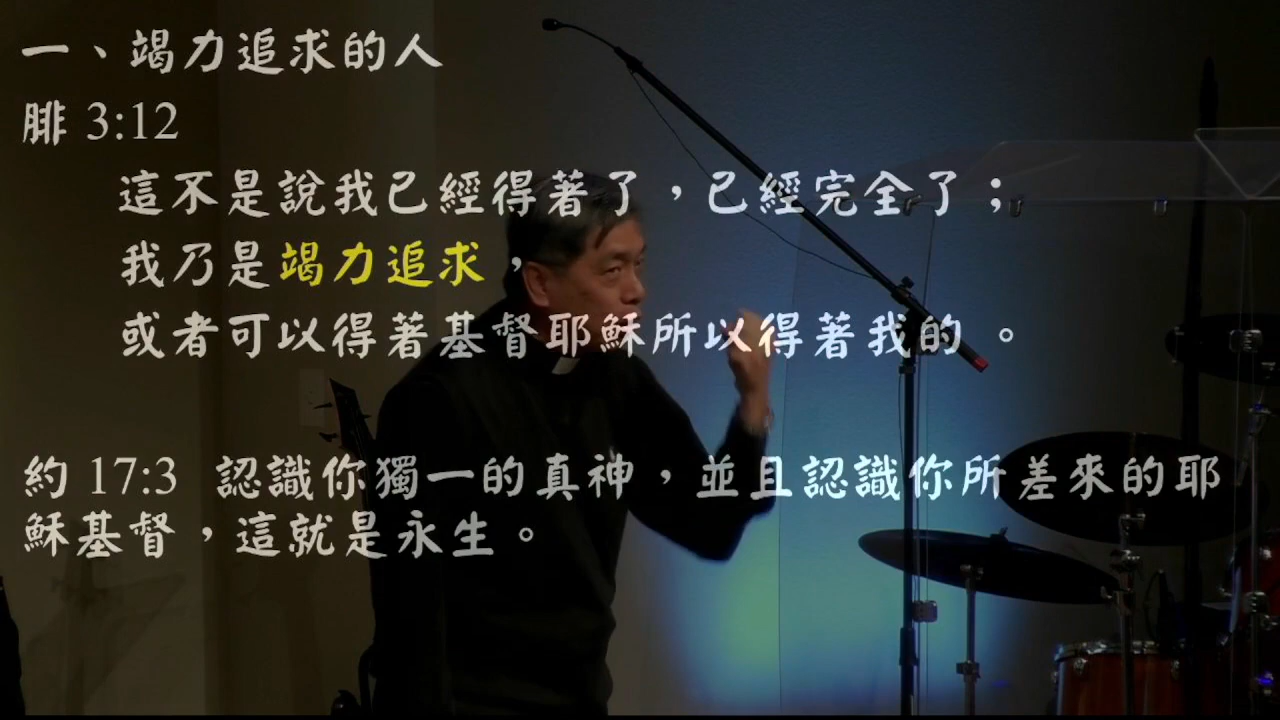 一、竭力追求的人
腓 3:12
這不是說我已經得著了，已經完全了；
我乃是竭力追求，
或者可以得著基督耶穌所以得著我的 。
約 17:3 認識你獨一的真神，並且認識你所差來的耶
穌基督，這就是永生。